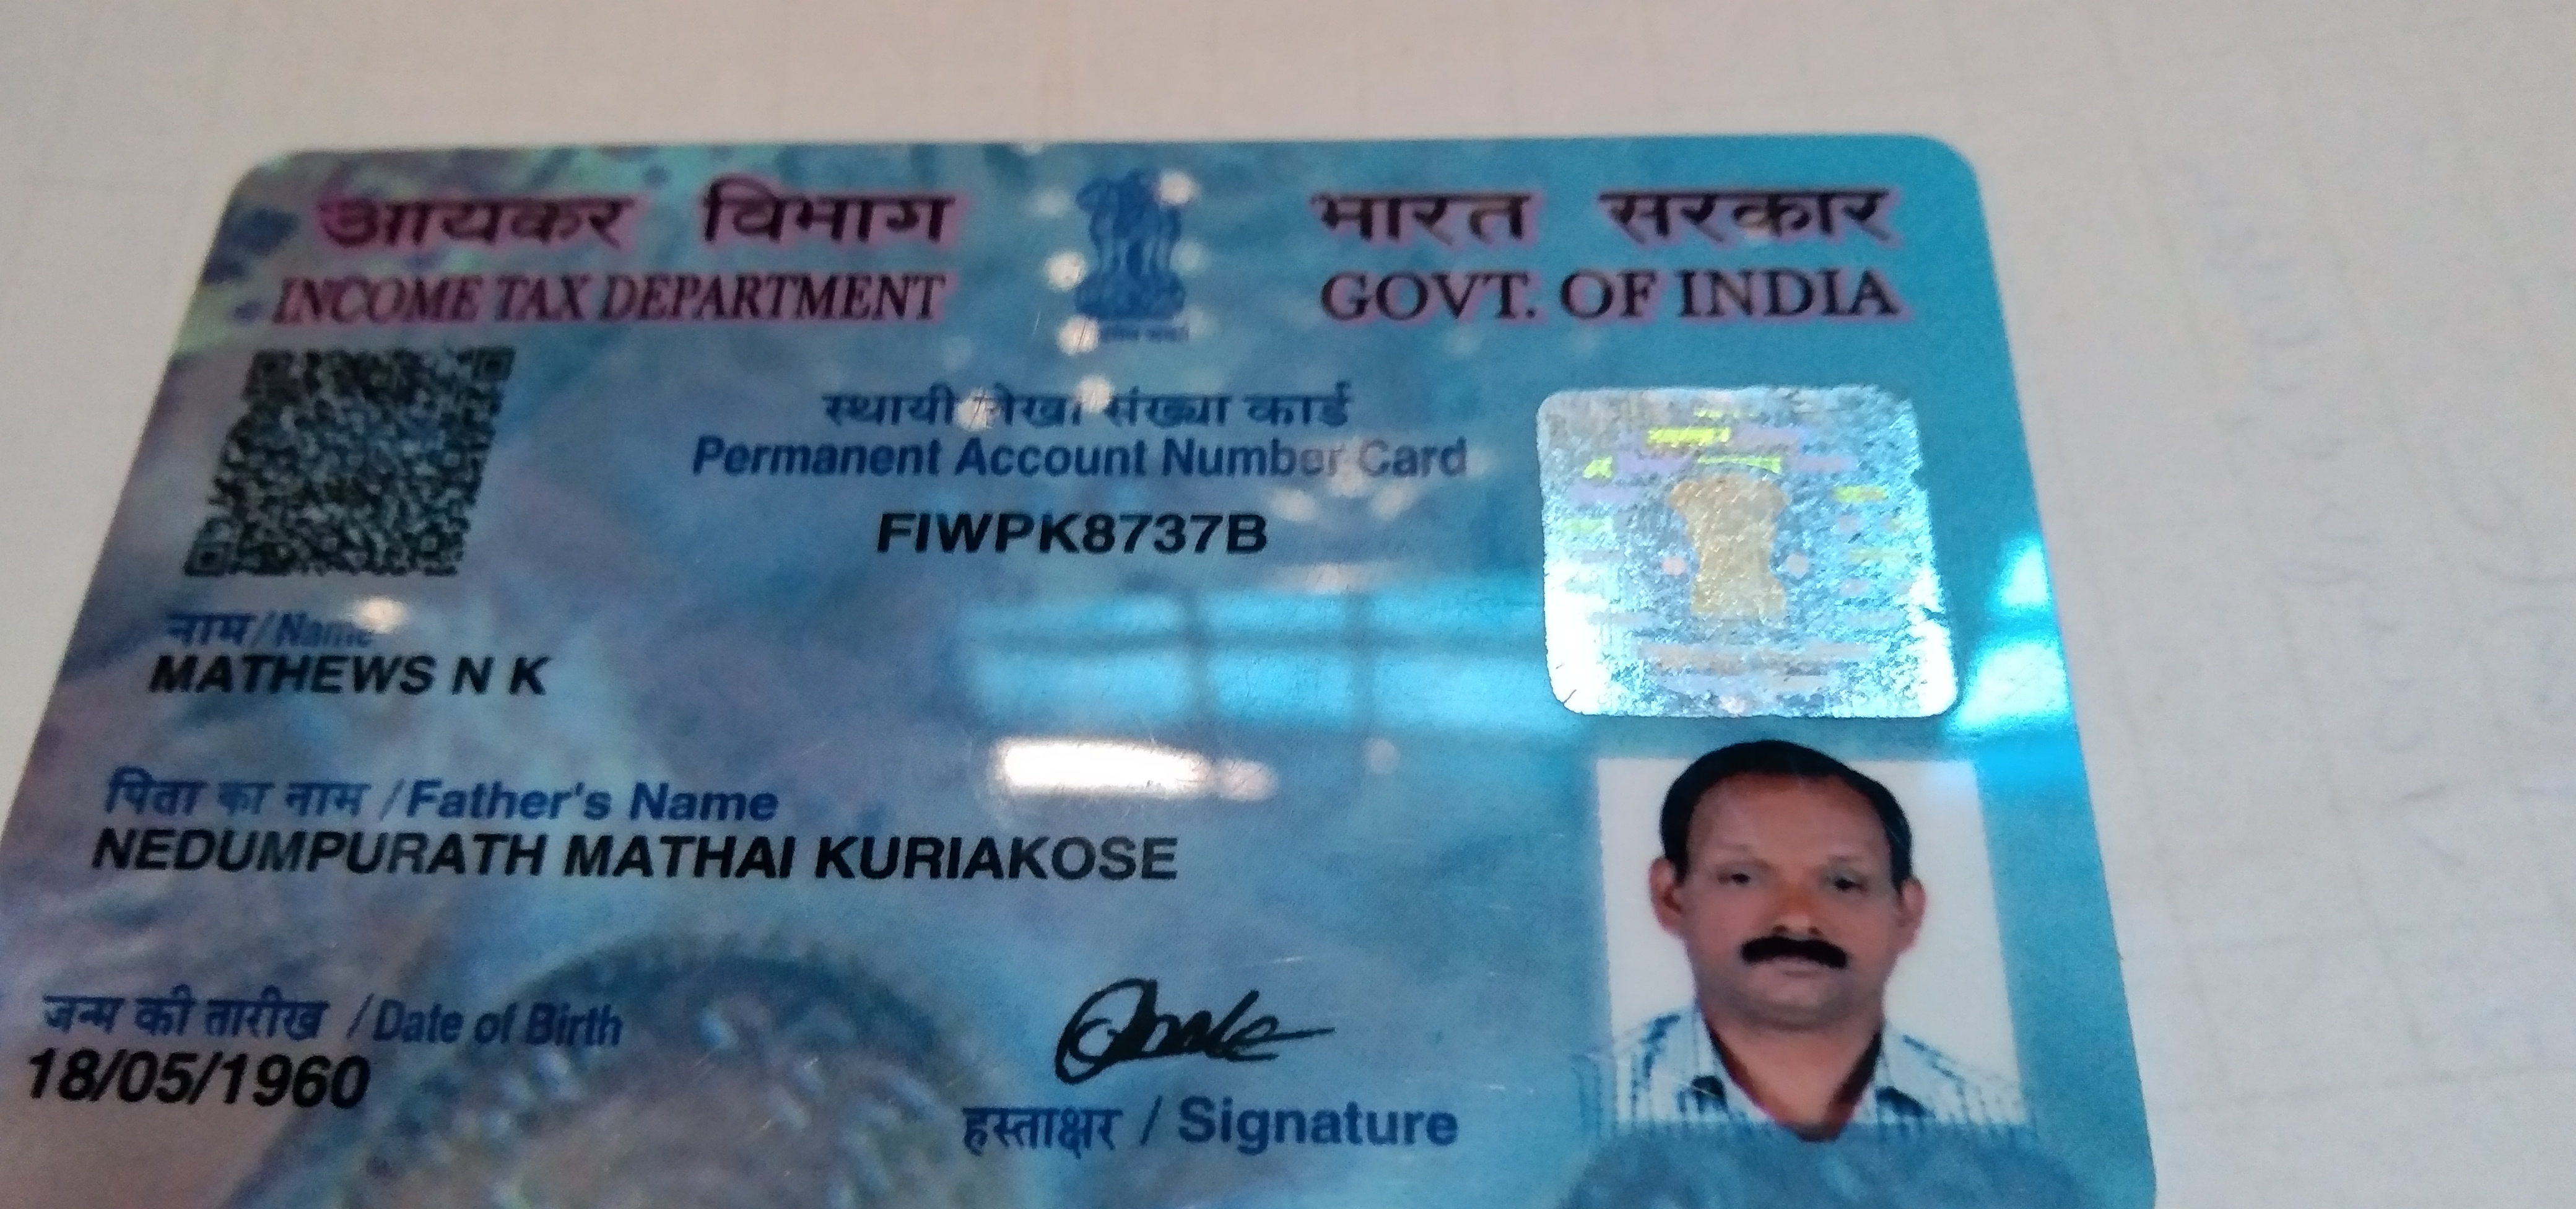 आयकर विभाग
INCOME TAX DEPARTMENT
भारत सरकार
GOVT. OF INDIA
स्थायी लेखा संख्या कार्ड
Permanent Account Number Card
FIWPK8737B
नाम/Name
MATHEWS N K
पिता का नाम /Father's Name
NEDUMPURATH MATHAI KURIAKOSE
जन्म की तारीख /Date of Birth
18/05/1960
हस्ताक्षर / Signature